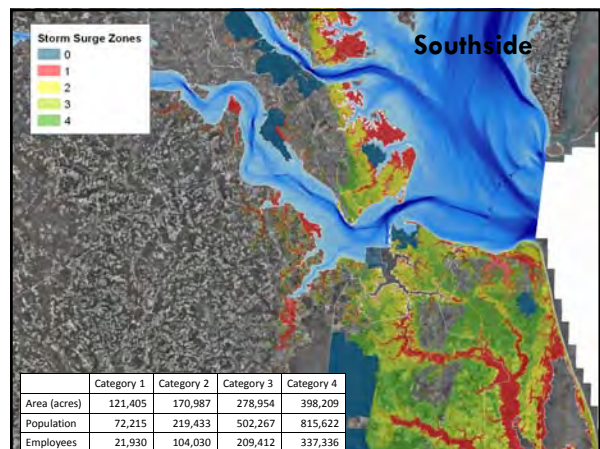 Southside
Storm Surge Zones
0
1
2
3
4
Category 1 Category 2 Category 3 Category 4
Area (acres) 121,405 170,987 278,954 398,209
Population 72,215 219,433 502,267 815,622
Employees 21,930 104,030 209,412 337,336